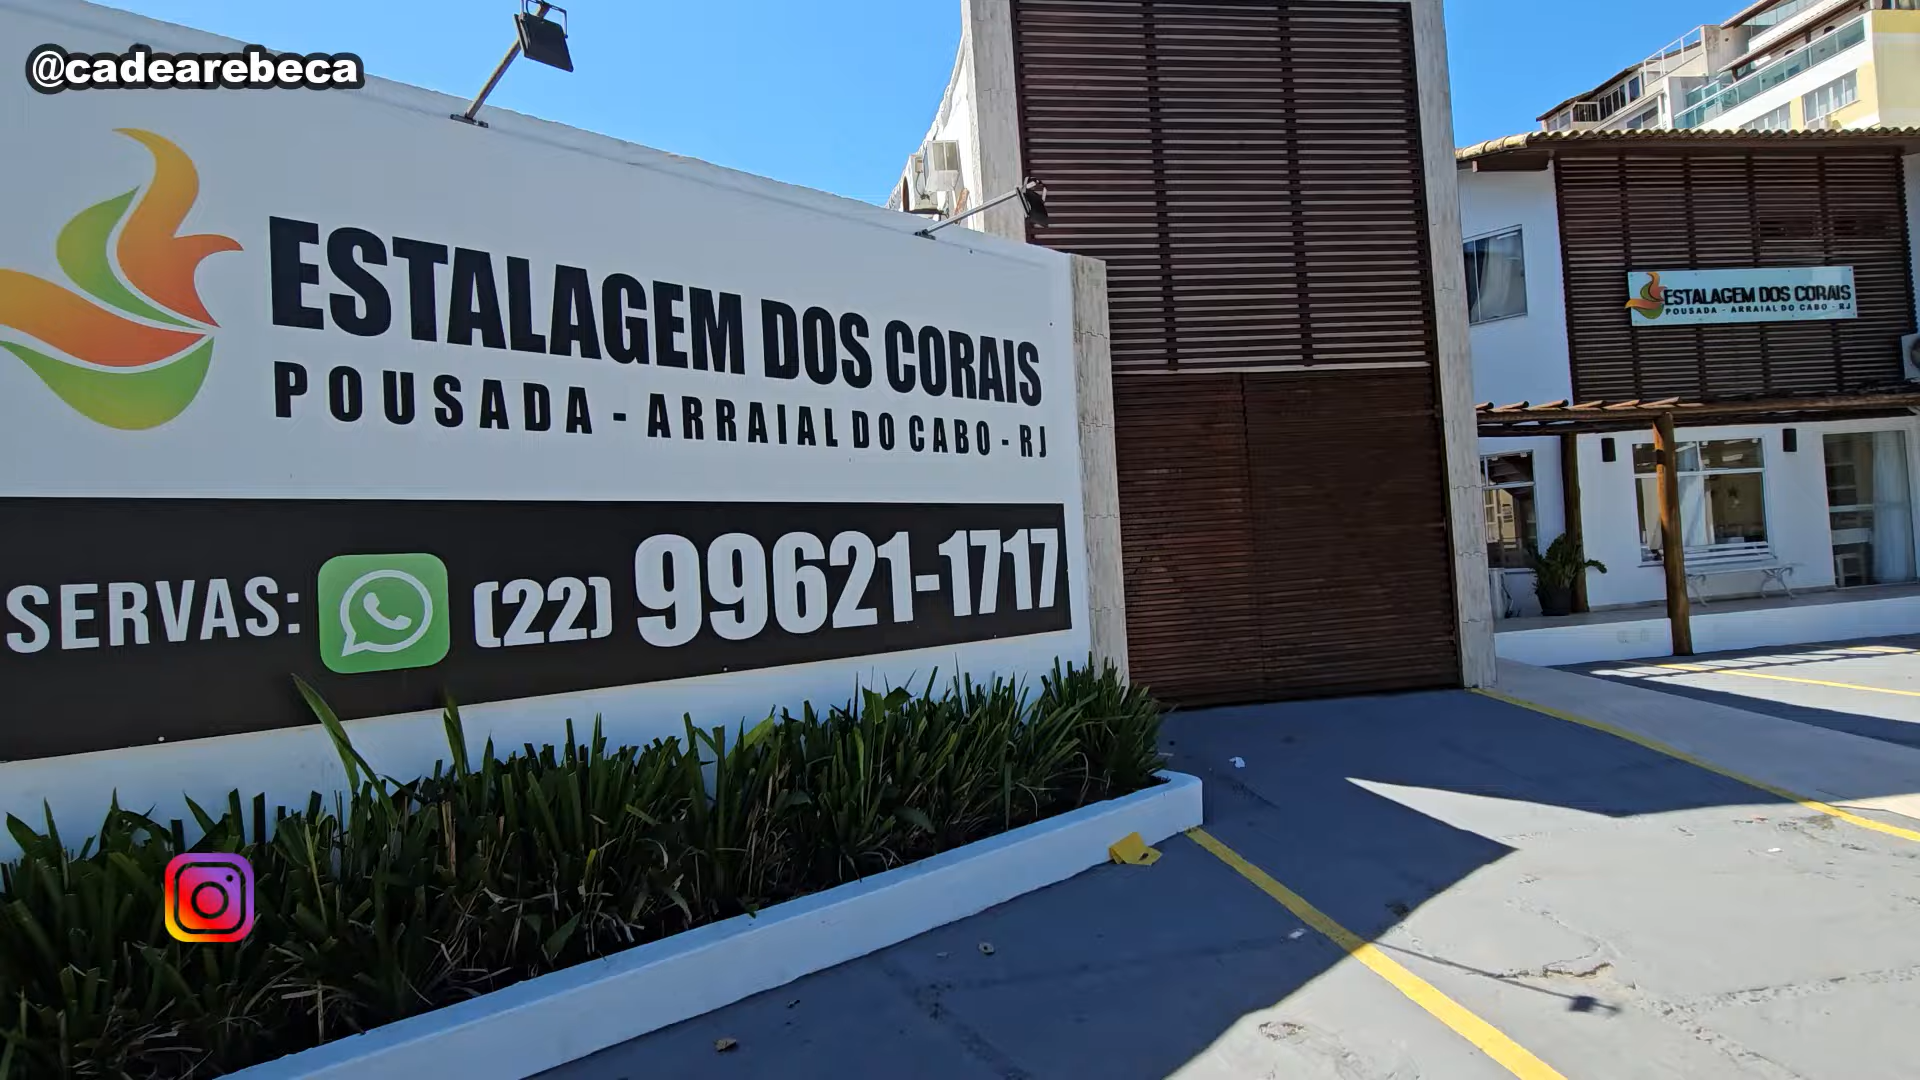 @cadearebeca
ESTALAGEM DOS CORAIS
POUSADA - ARRAIAL DO CABO - RJ
SERVAS: (22) 99621-1717
ESTALAGEM DOS CORAIS
POUSADA - ARRAIAL DO CABO - RJ